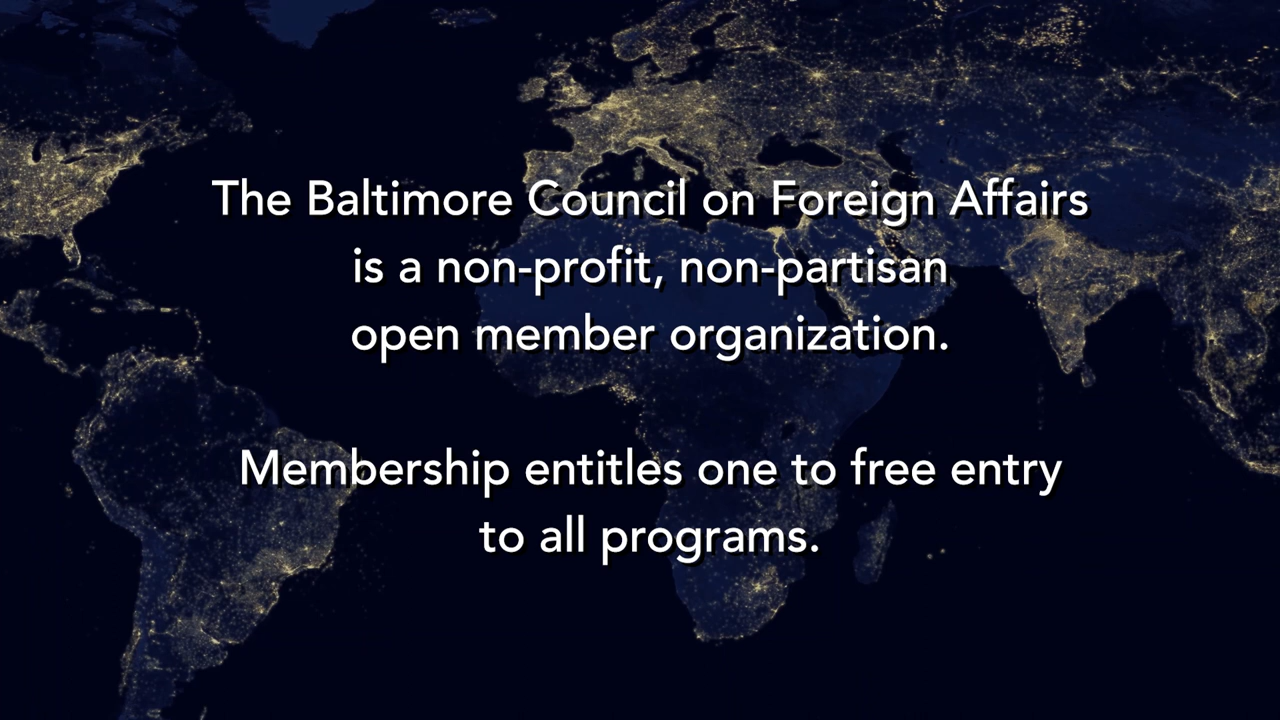 The Baltimore Council on Foreign Affairs
is a non-profit, non-partisan
open member organization.
Membership entitles one to free entry
to all programs.